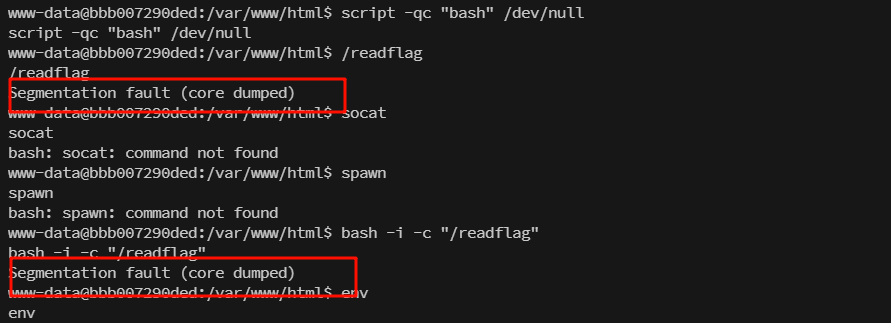 www-data@bbb007290ded:/var/www/html$ script -qc "bash" /dev/null
script -qc "bash" /dev/null
www-data@bbb007290ded:/var/www/html$ /readflag
/readflag
Segmentation fault (core dumped)
www-data@bbb007290ded:/var/www/html$ socat
socat
bash: socat: command not found
www-data@bbb007290ded:/var/www/html$ spawn
spawn
bash: spawn: command not found
www-data@bbb007290ded:/var/www/html$ bash -i -c "/readflag"
bash -i -c "/readflag"
Segmentation fault (core dumped)
www-data@bbb007290ded:/var/www/html$ env
env